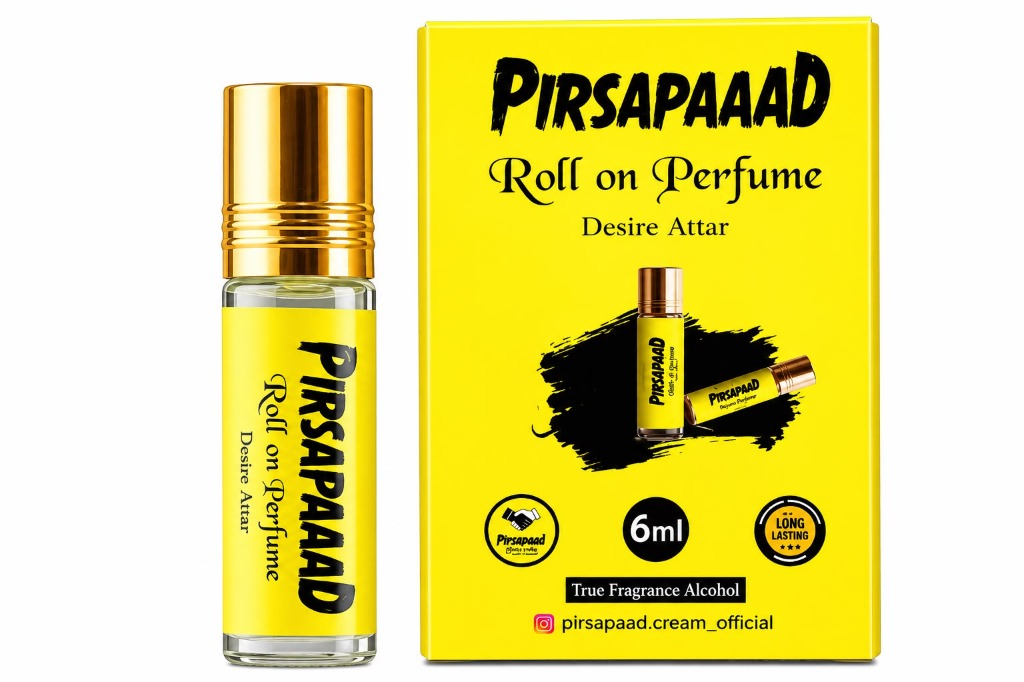 PIRSAPAAAD
Roll on Perfume
Desire Attar
PIRSAPAAAD
Roll on Perfume
Desire Attar
PIRSAPAAD
PIRSAPAAD
Pirsapaad
6ml
LONG
LASTING
True Fragrance Alcohol
pirsapaad.cream_official